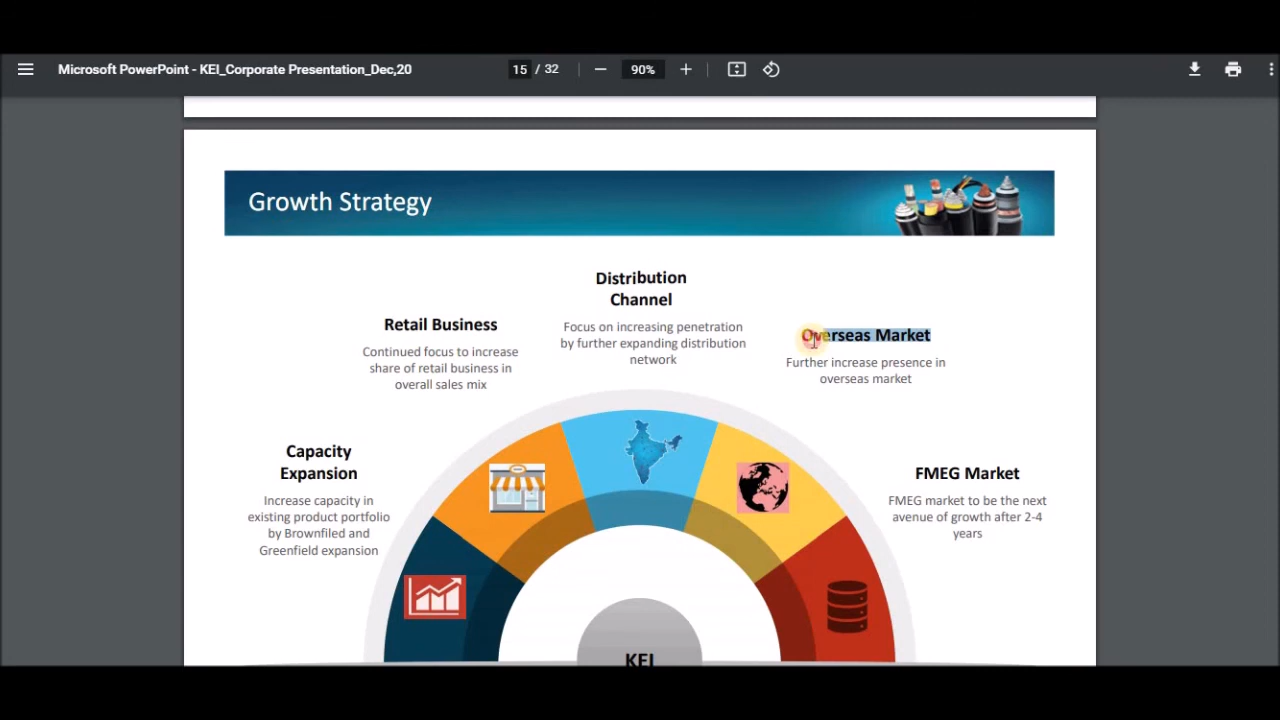 Microsoft PowerPoint - KEI_Corporate Presentation_Dec,20
15 / 32
90%
Growth Strategy
Distribution
Channel
Focus on increasing penetration
by further expanding distribution
network
Retail Business
Continued focus to increase
share of retail business in
overall sales mix
Overseas Market
Further increase presence in
overseas market
Capacity
Expansion
Increase capacity in
existing product portfolio
by Brownfiled and
Greenfield expansion
FMEG Market
FMEG market to be the next
avenue of growth after 2-4
years
KEI